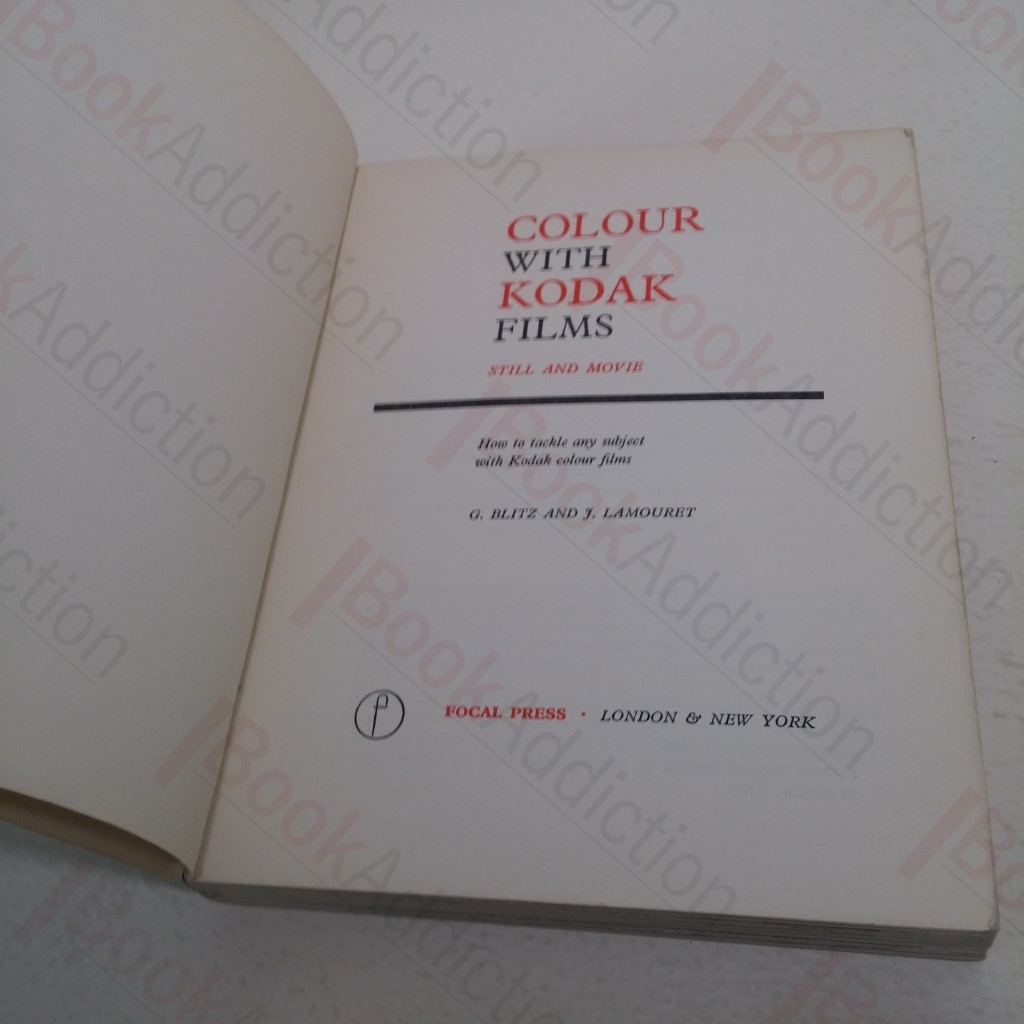 COLOUR
WITH
KODAK
FILMS
STILL AND MOVIE
How to tackle any subject
with Kodak colour films
G. BLITZ AND J. LAMOURET
f
FOCAL PRESS · LONDON & NEW YORK
BookAddiction